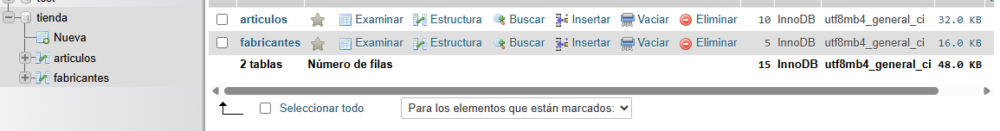 tienda
Nueva
articulos
fabricantes
articulos Examinar Estructura Buscar Insertar Vaciar Eliminar 10 InnoDB utf8mb4_general_ci 32.0 KB
fabricantes Examinar Estructura Buscar Insertar Vaciar Eliminar 5 InnoDB utf8mb4_general_ci 16.0 KB
2 tablas Número de filas 15 InnoDB utf8mb4_general_ci 48.0 KB
Seleccionar todo Para los elementos que están marcados: